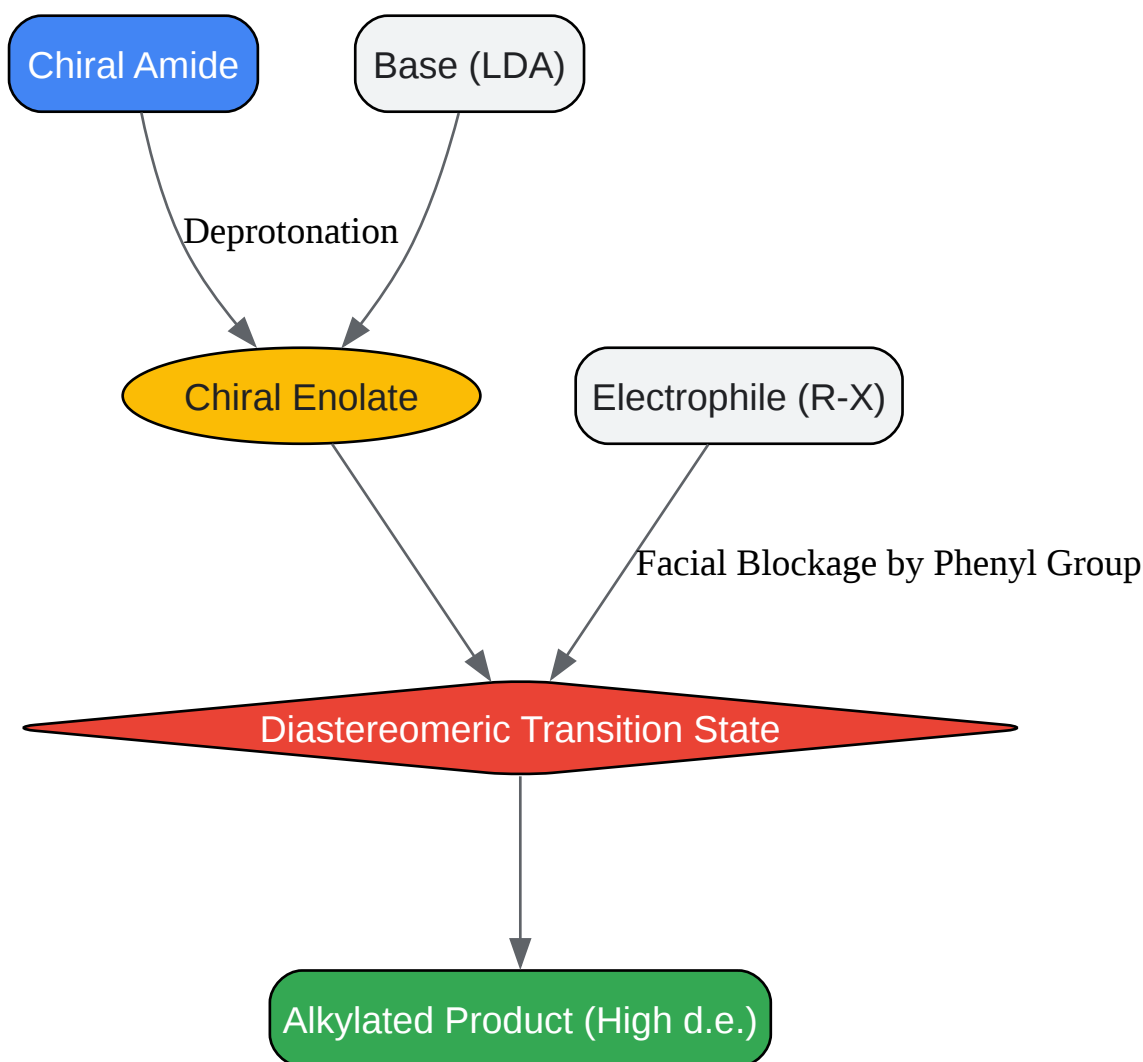 Chiral Amide
Base (LDA)
Deprotonation
Chiral Enolate
Electrophile (R-X)
Facial Blockage by Phenyl Group
Diastereomeric Transition State
Alkylated Product (High d.e.)